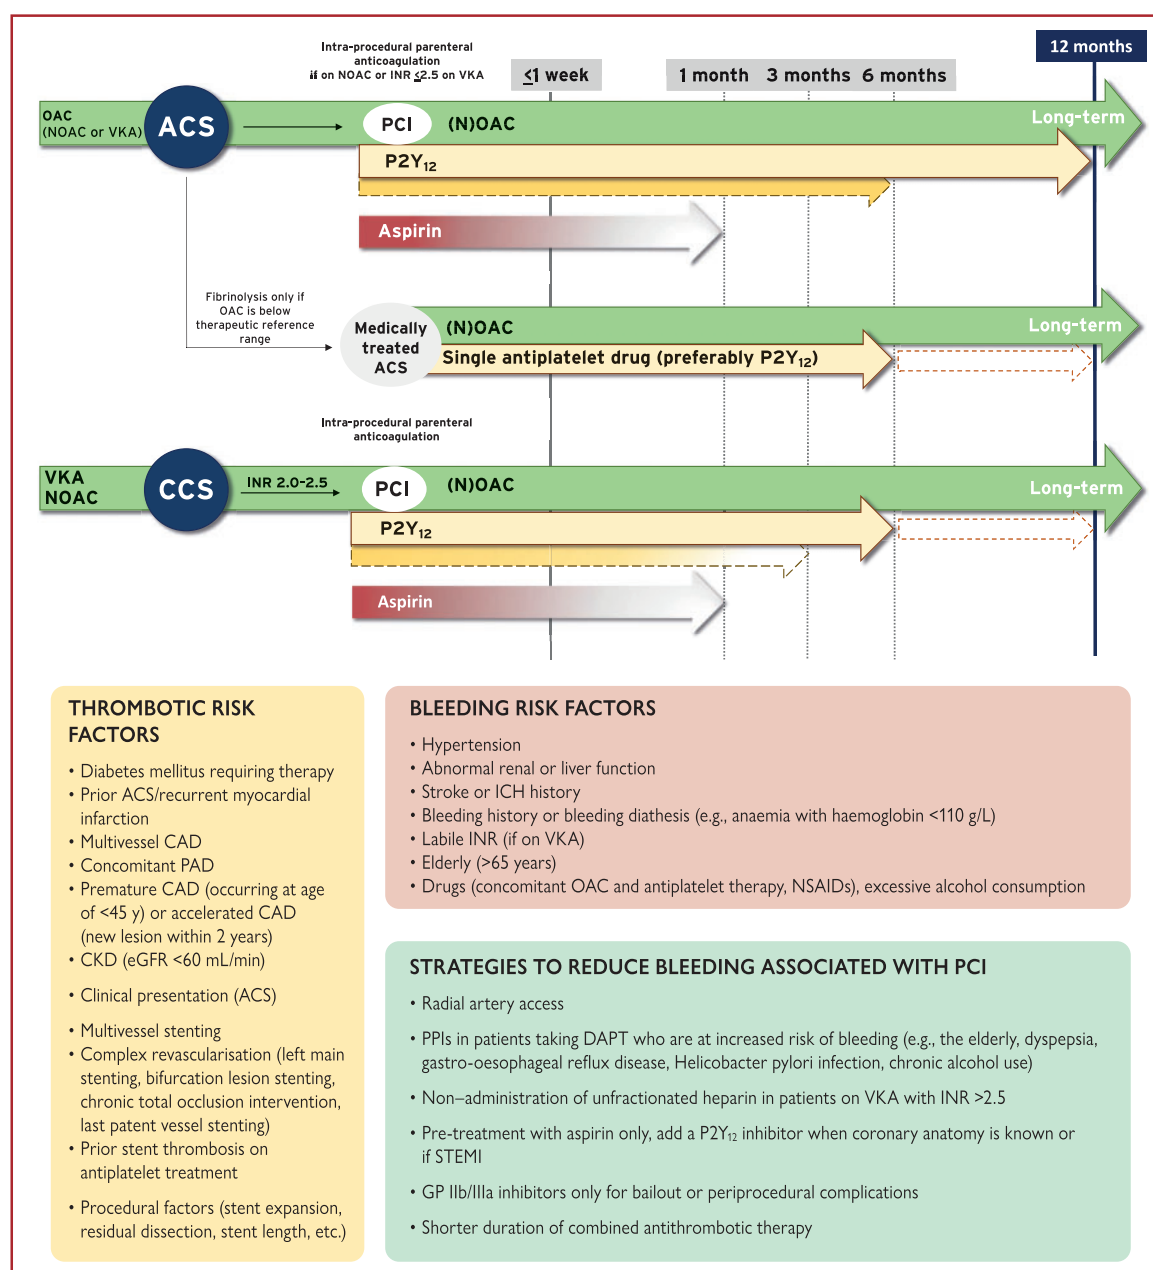 Intra-procedural parenteral
anticoagulation
if on NOAC or INR ≤2.5 on VKA
≤1 week
1 month
3 months
6 months
12 months
OAC
(NOAC or VKA)
ACS
PCI
(N)OAC
Long-term
P2Y₁₂
Aspirin
Fibrinolysis only if
OAC is below
therapeutic reference
range
Medically
treated
ACS
(N)OAC
Long-term
Single antiplatelet drug (preferably P2Y₁₂)
Intra-procedural parenteral
anticoagulation
VKA
NOAC
CCS
INR 2.0-2.5
PCI
(N)OAC
Long-term
P2Y₁₂
Aspirin
THROMBOTIC RISK
FACTORS
• Diabetes mellitus requiring therapy
• Prior ACS/recurrent myocardial
infarction
• Multivessel CAD
• Concomitant PAD
• Premature CAD (occurring at age
of <45 y) or accelerated CAD
(new lesion within 2 years)
• CKD (eGFR <60 mL/min)
• Clinical presentation (ACS)
• Multivessel stenting
• Complex revascularisation (left main
stenting, bifurcation lesion stenting,
chronic total occlusion intervention,
last patent vessel stenting)
• Prior stent thrombosis on
antiplatelet treatment
• Procedural factors (stent expansion,
residual dissection, stent length, etc.)
BLEEDING RISK FACTORS
• Hypertension
• Abnormal renal or liver function
• Stroke or ICH history
• Bleeding history or bleeding diathesis (e.g., anaemia with haemoglobin <110 g/L)
• Labile INR (if on VKA)
• Elderly (>65 years)
• Drugs (concomitant OAC and antiplatelet therapy, NSAIDs), excessive alcohol consumption
STRATEGIES TO REDUCE BLEEDING ASSOCIATED WITH PCI
• Radial artery access
• PPIs in patients taking DAPT who are at increased risk of bleeding (e.g., the elderly, dyspepsia,
gastro-oesophageal reflux disease, Helicobacter pylori infection, chronic alcohol use)
• Non–administration of unfractionated heparin in patients on VKA with INR >2.5
• Pre-treatment with aspirin only, add a P2Y₁₂ inhibitor when coronary anatomy is known or
if STEMI
• GP IIb/IIIa inhibitors only for bailout or periprocedural complications
• Shorter duration of combined antithrombotic therapy